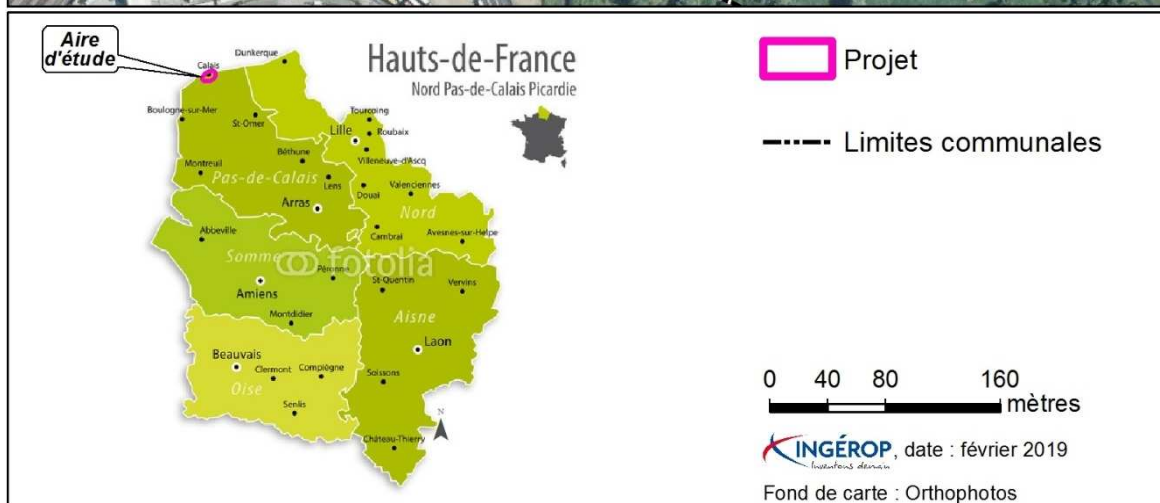 Aire
d'étude
Hauts-de-France
Nord Pas-de-Calais Picardie
Calais
Dunkerque
Boulogne-sur-Mer
St-Omer
Tourcoing
Roubaix
Lille
Villeneuve-d'Ascq
Béthune
Montreuil
Pas-de-Calais
Lens
Douai
Valenciennes
Arras
Nord
Cambrai
Avesnes-sur-Helpe
Abbeville
Somme
fotolia
Péronne
St-Quentin
Vervins
Amiens
Montdidier
Aisne
Laon
Beauvais
Clermont
Compiègne
Soissons
Oise
Senlis
N
Château-Thierry
Projet
Limites communales
0 40 80 160
mètres
INGÉROP, date : février 2019
Inventons demain
Fond de carte : Orthophotos